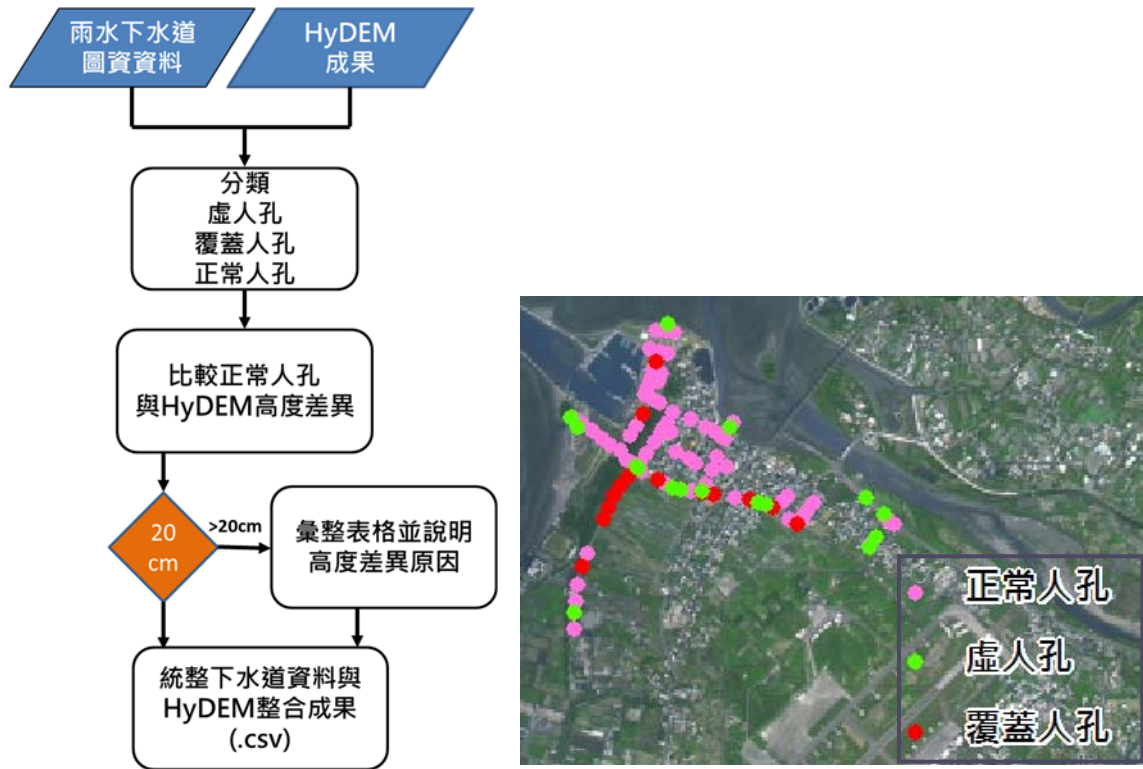 雨水下水道
圖資資料
HyDEM
成果
分類
虛人孔
覆蓋人孔
正常人孔
比較正常人孔
與HyDEM高度差異
20
cm
>20cm
彙整表格並說明
高度差異原因
統整下水道資料與
HyDEM整合成果
(.csv)
正常人孔
虛人孔
覆蓋人孔